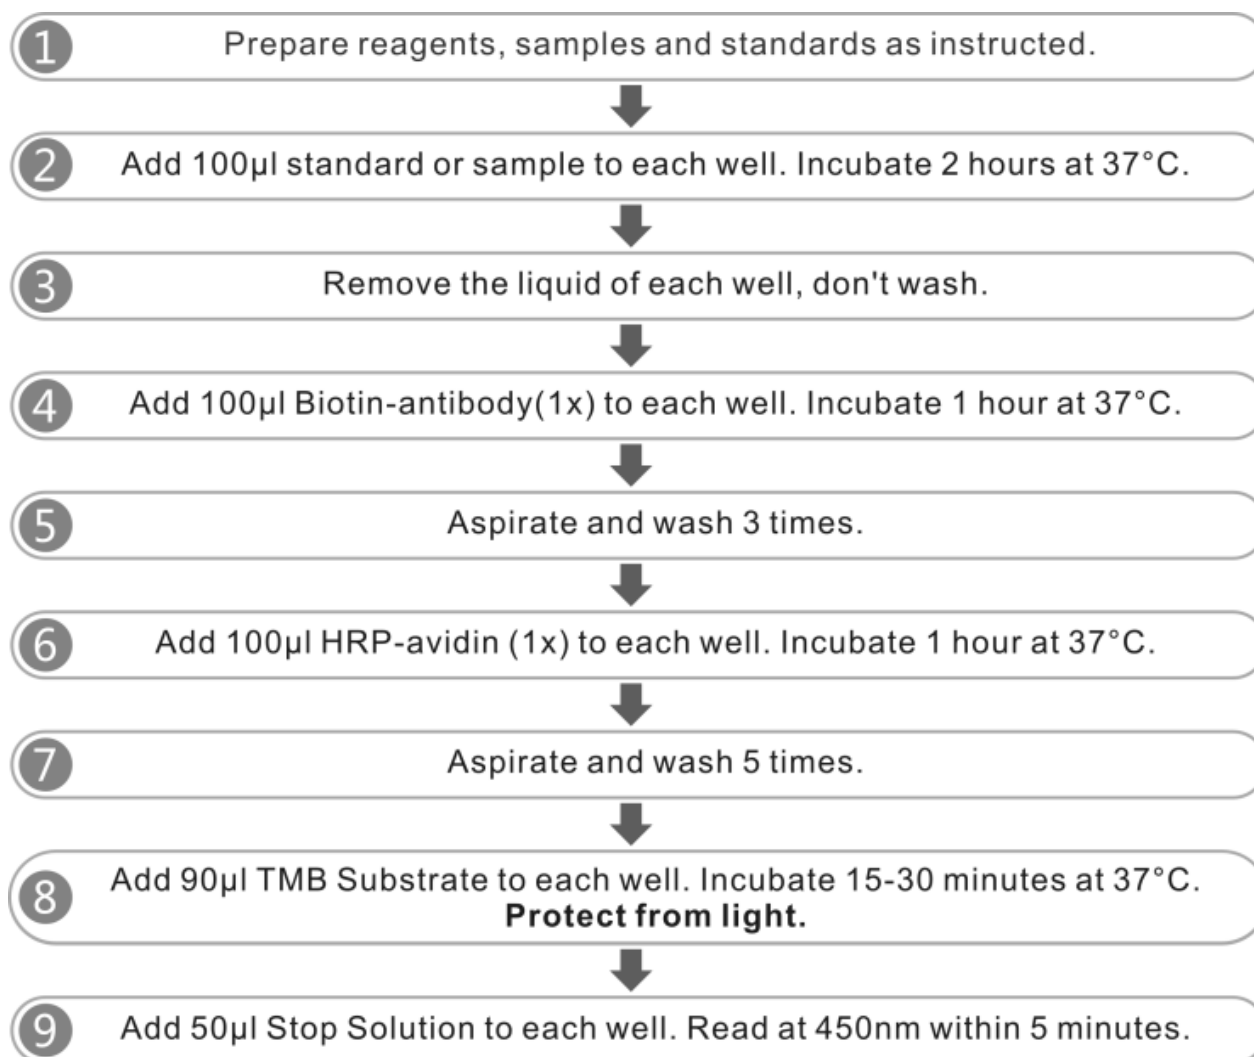 1 Prepare reagents, samples and standards as instructed.
2 Add 100µl standard or sample to each well. Incubate 2 hours at 37°C.
3 Remove the liquid of each well, don't wash.
4 Add 100µl Biotin-antibody(1x) to each well. Incubate 1 hour at 37°C.
5 Aspirate and wash 3 times.
6 Add 100µl HRP-avidin (1x) to each well. Incubate 1 hour at 37°C.
7 Aspirate and wash 5 times.
8 Add 90µl TMB Substrate to each well. Incubate 15-30 minutes at 37°C.
Protect from light.
9 Add 50µl Stop Solution to each well. Read at 450nm within 5 minutes.